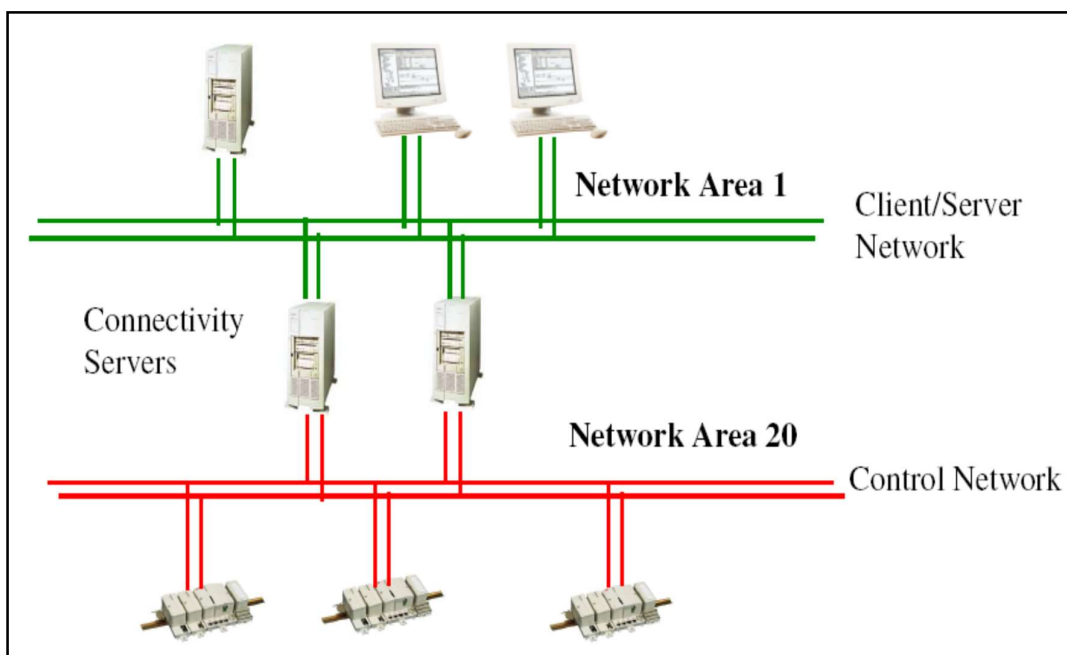 Network Area 1
Client/Server
Network
Connectivity
Servers
Network Area 20
Control Network